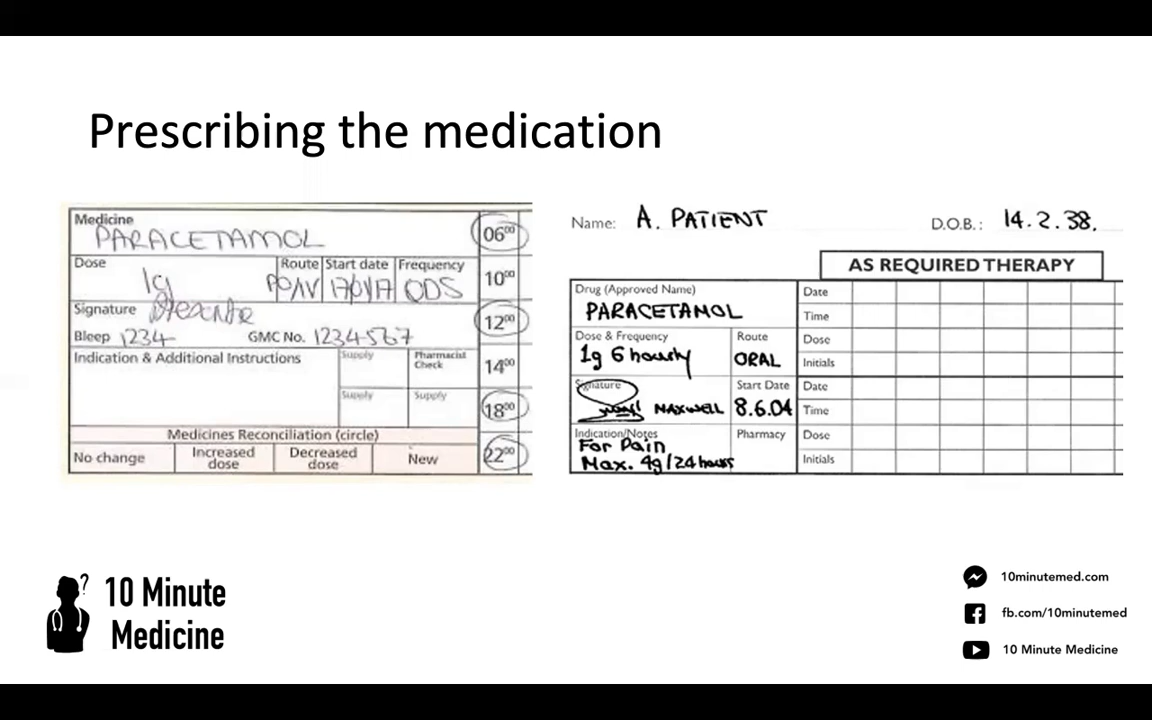 Prescribing the medication
Medicine
PARACETAMOL
06⁰⁰
Dose
Route
Start date
Frequency
1g
PO/IV
QDS
10⁰⁰
Signature
Bleep 1234
GMC No. 1234567
12⁰⁰
Indication & Additional Instructions
Supply
Pharmacist
Check
14⁰⁰
Supply
Supply
18⁰⁰
Medicines Reconciliation (circle)
No change
Increased
dose
Decreased
dose
New
22⁰⁰
Name: A. PATIENT
D.O.B.: 14.2.38.
AS REQUIRED THERAPY
Drug (Approved Name)
PARACETAMOL
Date
Time
Dose & Frequency
Route
1g 6 hourly
ORAL
Dose
Initials
Signature
Start Date
MAXWELL
8.6.04
Date
Time
Indication/Notes
Pharmacy
For Pain
Max. 4g/24 hours
Dose
Initials
10 Minute
Medicine
10minutemed.com
fb.com/10minutemed
10 Minute Medicine